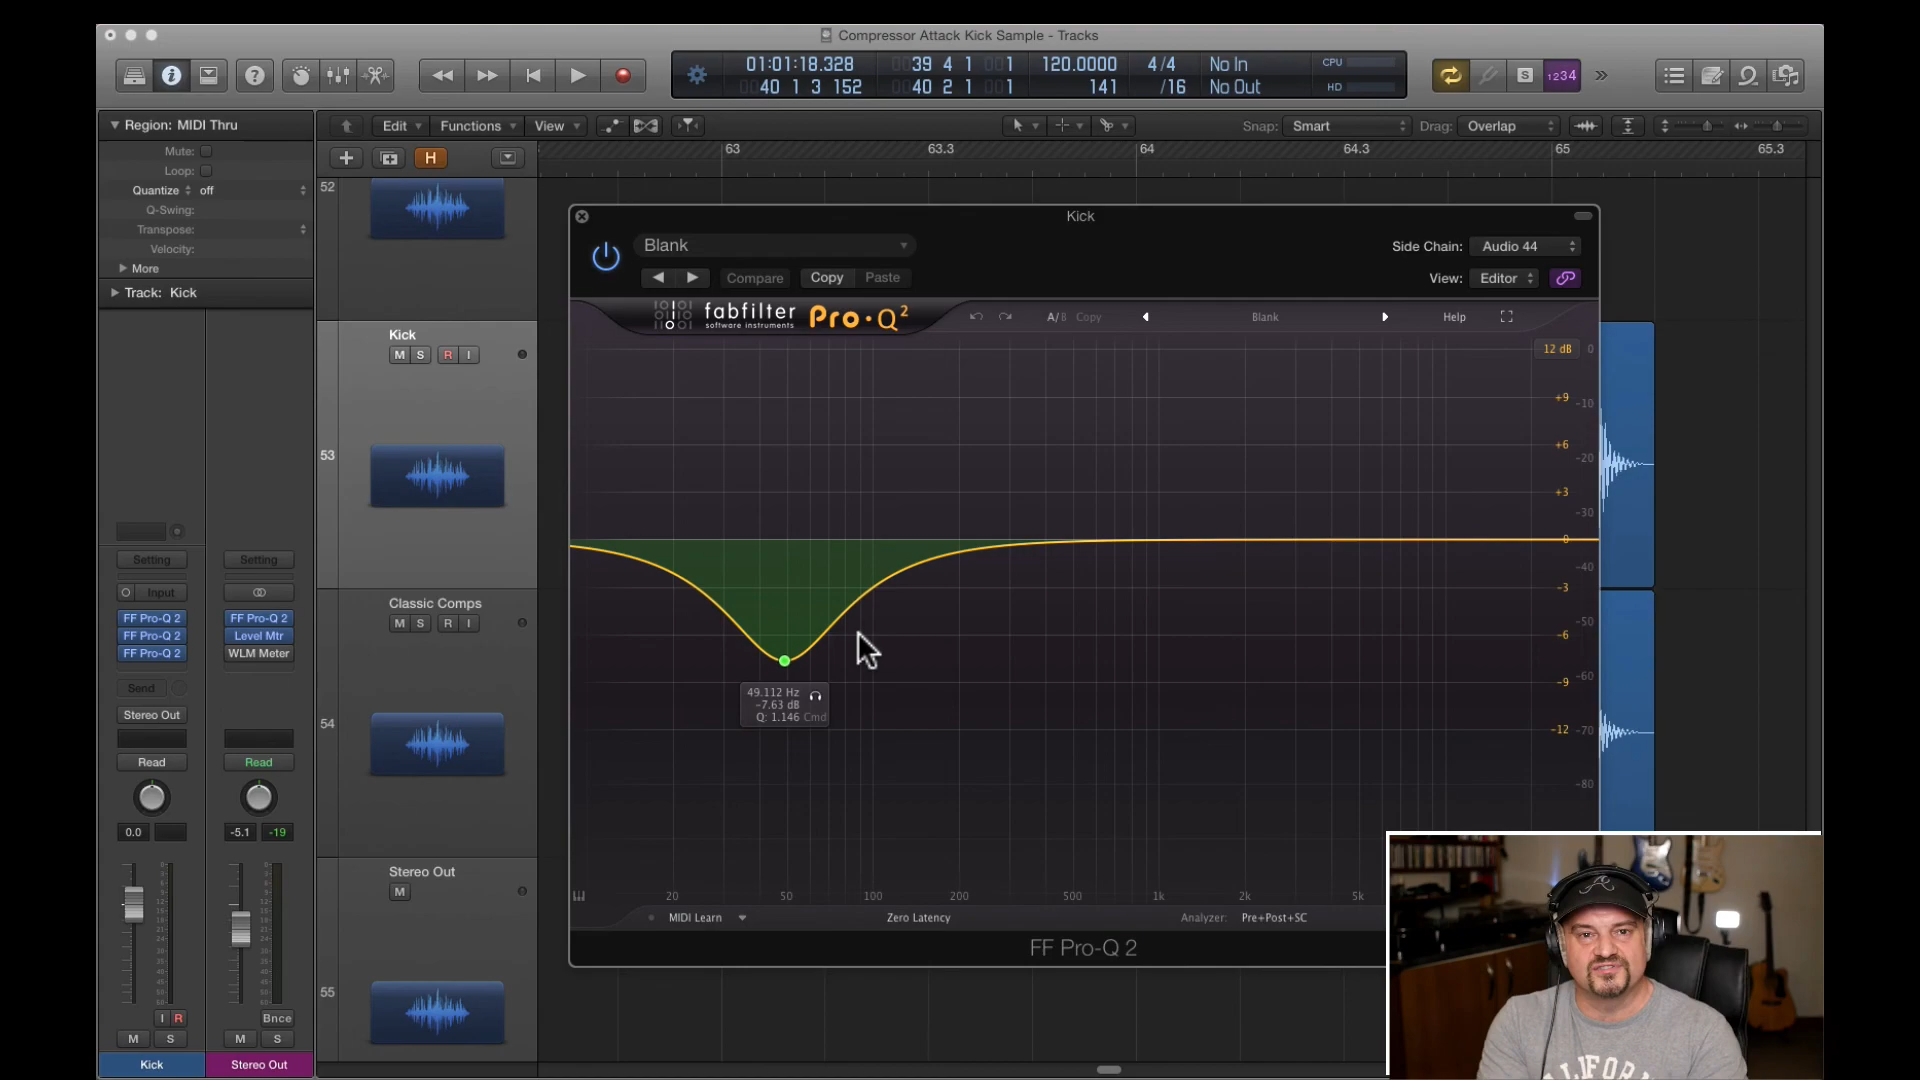 Compressor Attack Kick Sample - Tracks
01:01:18.328 0039 4 1 001 120.0000 4/4 No In CPU
0040 1 3 152 0040 2 1 001 141 /16 No Out HD
S 1234
Region: MIDI Thru Edit Functions View Snap: Smart Drag: Overlap
Mute:
Loop:
Quantize off
Q-Swing:
Transpose:
Velocity:
More
Track: Kick
H
63 63.3 64 64.3 65 65.3
52
Kick
M S R I
53
Classic Comps
M S R I
54
Stereo Out
M
55
Kick
Blank Side Chain: Audio 44
Compare Copy Paste View: Editor
fabfilter
software instruments
Pro·Q2
A/B Copy Blank Help
12 dB 0
+9 -10
+6 -20
+3 -30
0 -40
-3 -50
-6 -60
-9
-12 -70
-80
49.112 Hz
-7.63 dB
Q: 1.146 Cmd
20 50 100 200 500 1k 2k 5k
MIDI Learn Zero Latency Analyzer: Pre+Post+SC
FF Pro-Q 2
Setting Setting
Input
FF Pro-Q 2 FF Pro-Q 2
FF Pro-Q 2 Level Mtr
FF Pro-Q 2 WLM Meter
Send
Stereo Out
Read Read
0.0 -5.1 -19
I R Bnce
M S M S
Kick Stereo Out